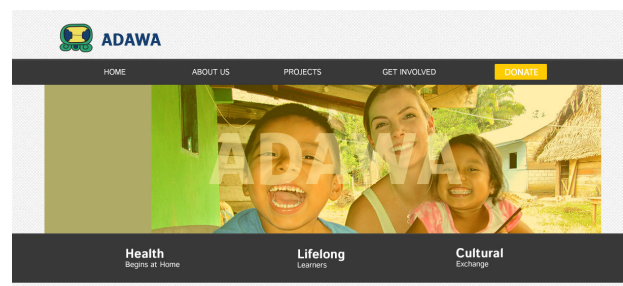 ADAWA
HOME ABOUT US PROJECTS GET INVOLVED DONATE
ADAWA
Health Lifelong Cultural
Begins at Home Learners Exchange